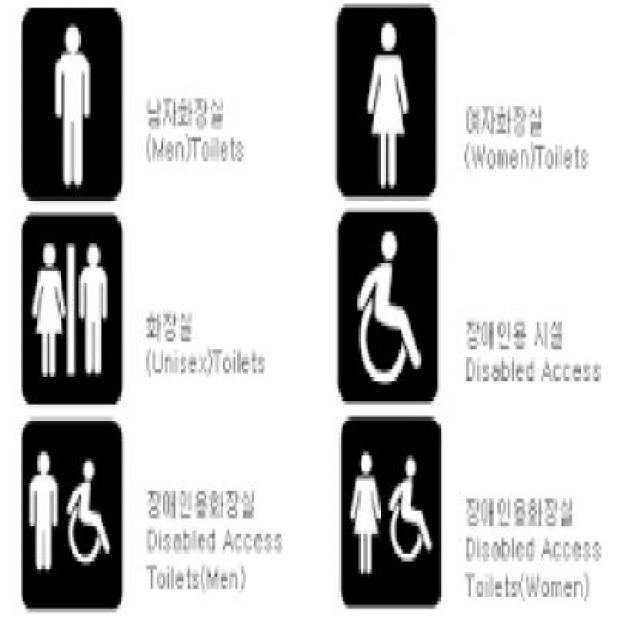 남자화장실
(Men)Toilets
여자화장실
(Women)Toilets
화장실
(Unisex)Toilets
장애인용 시설
Disabled Access
장애인용화장실
Disabled Access
Toilets(Men)
장애인용화장실
Disabled Access
Toilets(Women)